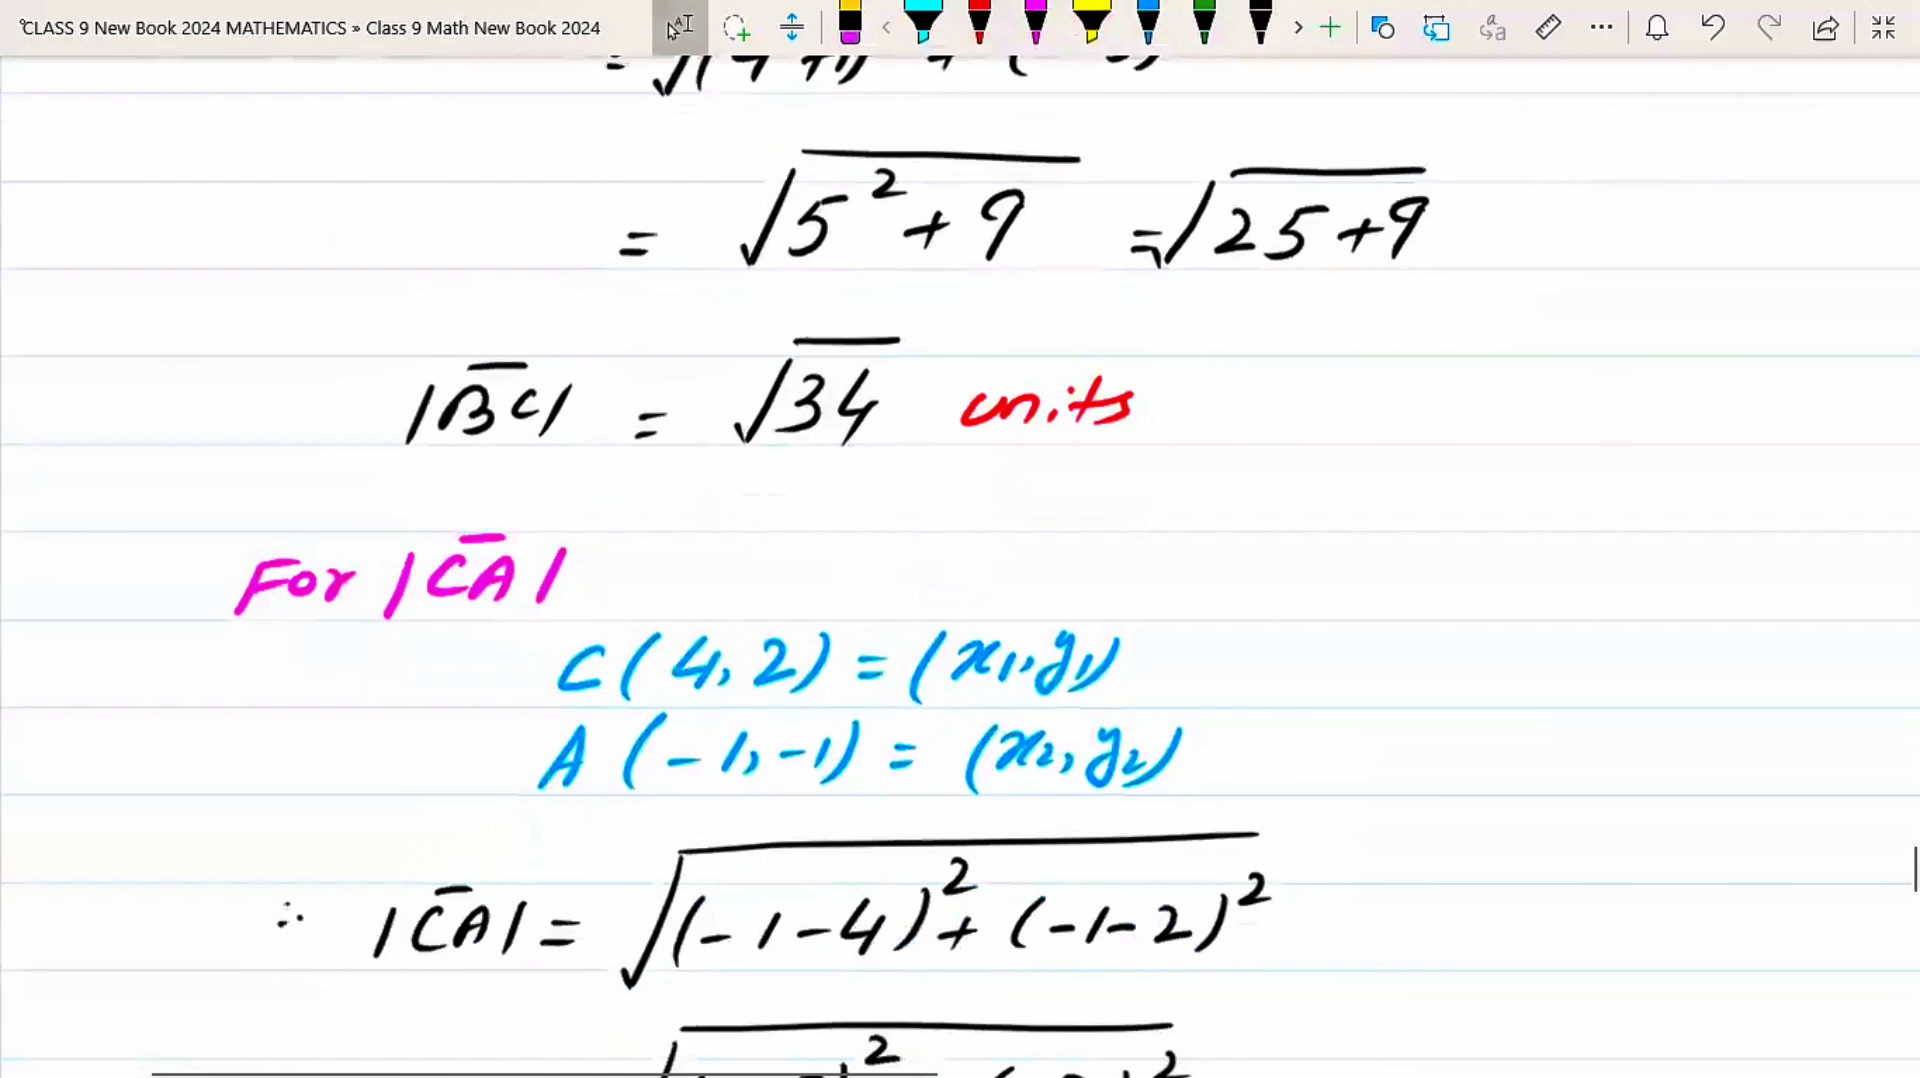 CLASS 9 New Book 2024 MATHEMATICS » Class 9 Math New Book 2024
= √5² + 9 = √25+9
|BC| = √34 units
For |CA|
C(4,2) = (x₁,y₁)
A(-1,-1) = (x₂,y₂)
∴ |CA| = √(-1-4)² + (-1-2)²